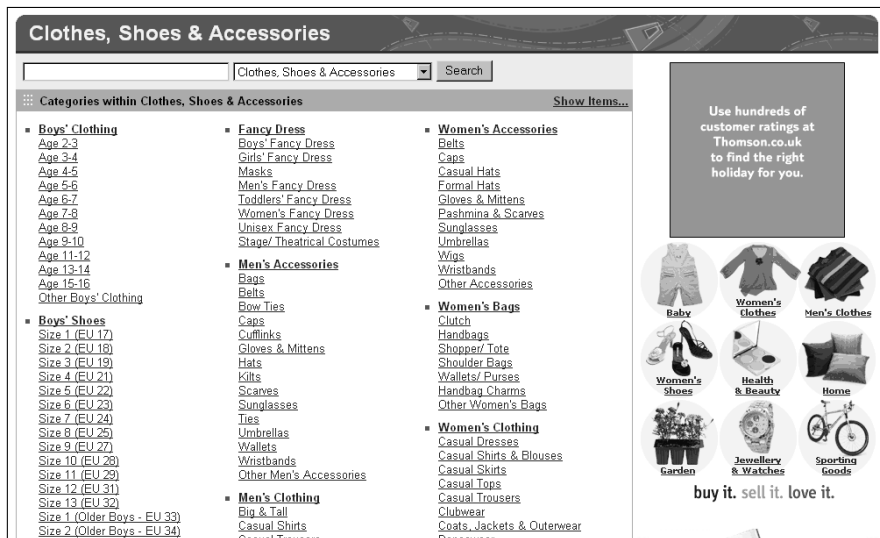 Clothes, Shoes & Accessories
Clothes, Shoes & Accessories
Search
Categories within Clothes, Shoes & Accessories
Show Items...
Boys' Clothing
Age 2-3
Age 3-4
Age 4-5
Age 5-6
Age 6-7
Age 7-8
Age 8-9
Age 9-10
Age 11-12
Age 13-14
Age 15-16
Other Boys' Clothing
Boys' Shoes
Size 1 (EU 17)
Size 2 (EU 18)
Size 3 (EU 19)
Size 4 (EU 21)
Size 5 (EU 22)
Size 6 (EU 23)
Size 7 (EU 24)
Size 8 (EU 25)
Size 9 (EU 27)
Size 10 (EU 28)
Size 11 (EU 29)
Size 12 (EU 31)
Size 13 (EU 32)
Size 1 (Older Boys - EU 33)
Size 2 (Older Boys - EU 34)
Fancy Dress
Boys' Fancy Dress
Girls' Fancy Dress
Masks
Men's Fancy Dress
Toddlers' Fancy Dress
Women's Fancy Dress
Unisex Fancy Dress
Stage/ Theatrical Costumes
Men's Accessories
Bags
Belts
Bow Ties
Caps
Cufflinks
Gloves & Mittens
Hats
Kilts
Scarves
Sunglasses
Ties
Umbrellas
Wallets
Wristbands
Other Men's Accessories
Men's Clothing
Big & Tall
Casual Shirts
Women's Accessories
Belts
Caps
Casual Hats
Formal Hats
Gloves & Mittens
Pashmina & Scarves
Sunglasses
Umbrellas
Wigs
Wristbands
Other Accessories
Women's Bags
Clutch
Handbags
Shopper/ Tote
Shoulder Bags
Wallets/ Purses
Handbag Charms
Other Women's Bags
Women's Clothing
Casual Dresses
Casual Shirts & Blouses
Casual Skirts
Casual Tops
Casual Trousers
Clubwear
Coats, Jackets & Outerwear
Use hundreds of
customer ratings at
Thomson.co.uk
to find the right
holiday for you.
Baby
Women's
Clothes
Men's Clothes
Women's
Shoes
Health
& Beauty
Home
Garden
Jewellery
& Watches
Sporting
Goods
buy it. sell it. love it.